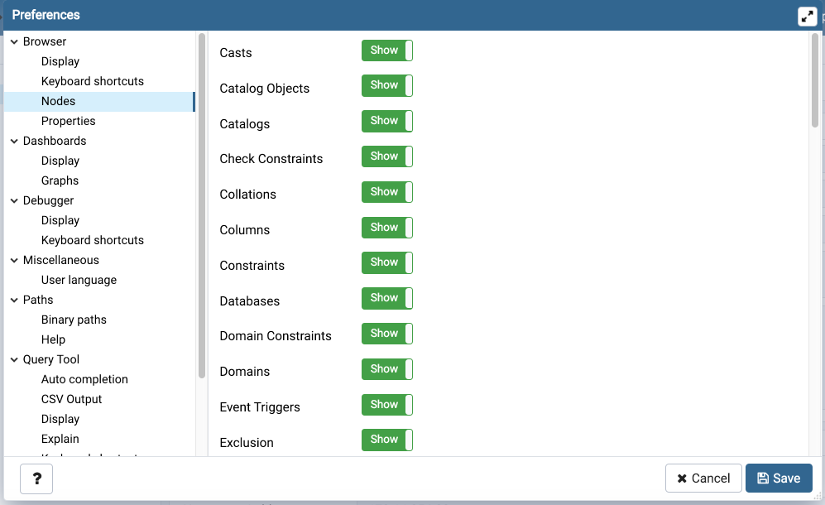 Preferences
Browser
Display
Keyboard shortcuts
Nodes
Properties
Dashboards
Display
Graphs
Debugger
Display
Keyboard shortcuts
Miscellaneous
User language
Paths
Binary paths
Help
Query Tool
Auto completion
CSV Output
Display
Explain
Casts Show
Catalog Objects Show
Catalogs Show
Check Constraints Show
Collations Show
Columns Show
Constraints Show
Databases Show
Domain Constraints Show
Domains Show
Event Triggers Show
Exclusion Show
? Cancel Save